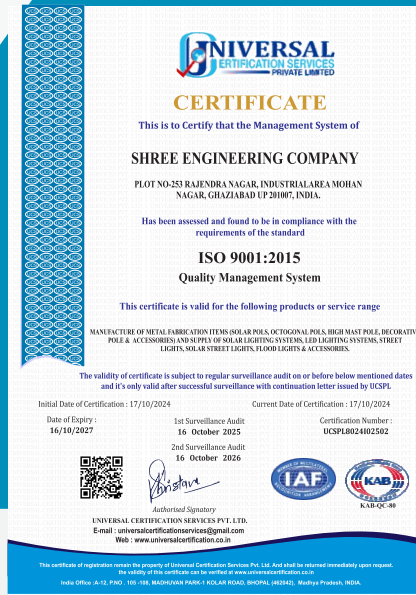 UNIVERSAL
CERTIFICATION SERVICES
PRIVATE LIMITED
CERTIFICATE
This is to Certify that the Management System of
SHREE ENGINEERING COMPANY
PLOT NO-253 RAJENDRA NAGAR, INDUSTRIALAREA MOHAN
NAGAR, GHAZIABAD UP 201007, INDIA.
Has been assessed and found to be in compliance with the
requirements of the standard
ISO 9001:2015
Quality Management System
This certificate is valid for the following products or service range
MANUFACTURE OF METAL FABRICATION ITEMS (SOLAR POLS, OCTOGONAL POLS, HIGH MAST POLE, DECORATIV
POLE & ACCESSORIES) AND SUPPLY OF SOLAR LIGHTING SYSTEMS, LED LIGHTING SYSTEMS, STREET
LIGHTS, SOLAR STREET LIGHTS, FLOOD LIGHTS & ACCESSORIES.
The validity of certificate is subject to regular surveillance audit on or before below mentioned dates
and it's only valid after successful surveillance with continuation letter issued by UCSPL
Initial Date of Certification : 17/10/2024
Current Date of Certification : 17/10/2024
Date of Expiry :
16/10/2027
1st Surveillance Audit
16 October 2025
Certification Number :
UCSPL8024I02502
2nd Surveillance Audit
16 October 2026
IAF
KAB
KAB-QC-80
Authorised Signatory
UNIVERSAL CERTIFICATION SERVICES PVT. LTD.
E-mail : universalcertificationservices@gmail.com
Web : www.universalcertification.co.in
This certificate of registration remain the property of Universal Certification Services Pvt. Ltd. And shall be returned immediately upon request.
the validity of this certificate can be verified at www.universalcertification.co.in
India Office :A-12, P.NO . 105 -108, MADHUVAN PARK-1 KOLAR ROAD, BHOPAL (462042), Madhya Pradesh, INDIA.